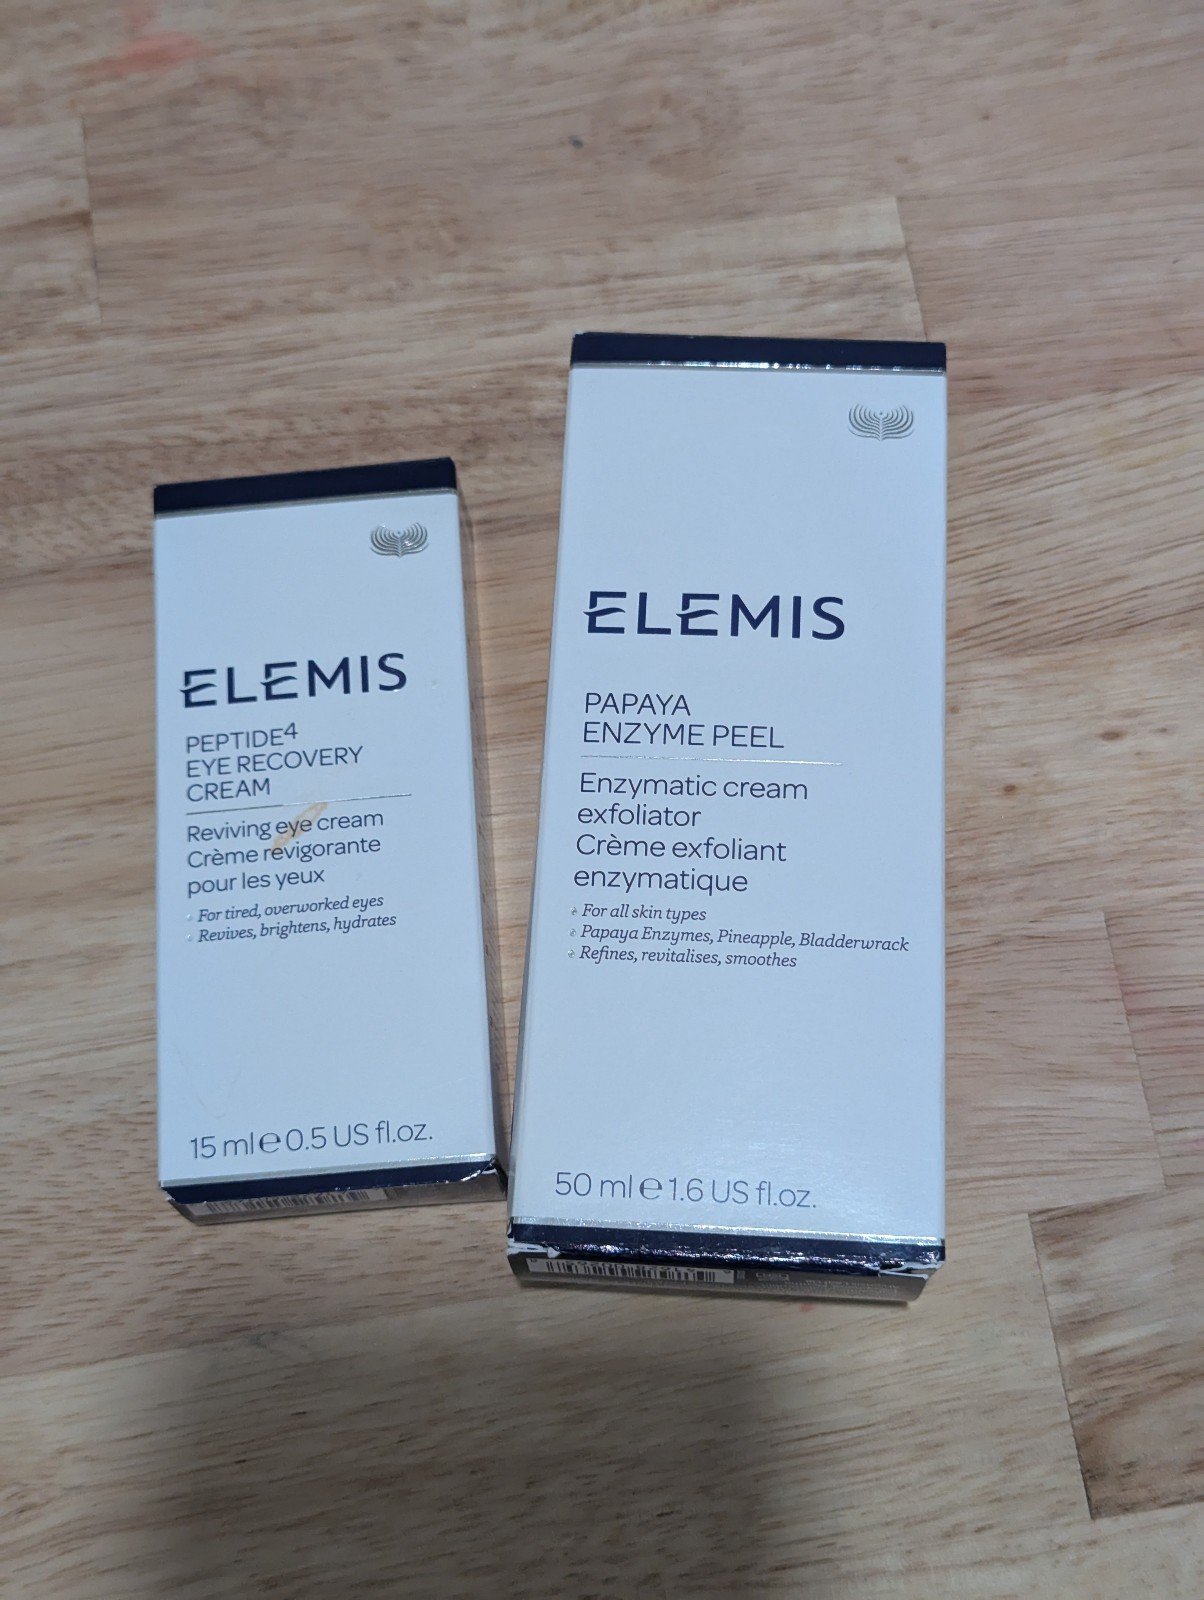 ELEMIS
PEPTIDE4
EYE RECOVERY
CREAM
Reviving eye cream
Crème revigorante
pour les yeux
For tired, overworked eyes
Revives, brightens, hydrates
15 ml e 0.5 US fl.oz.
ELEMIS
PAPAYA
ENZYME PEEL
Enzymatic cream
exfoliator
Crème exfoliant
enzymatique
For all skin types
Papaya Enzymes, Pineapple, Bladderwrack
Refines, revitalises, smoothes
50 ml e 1.6 US fl.oz.